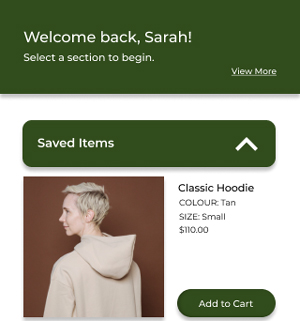 Welcome back, Sarah!
Select a section to begin.
View More
Saved Items
Classic Hoodie
COLOUR: Tan
SIZE: Small
$110.00
Add to Cart